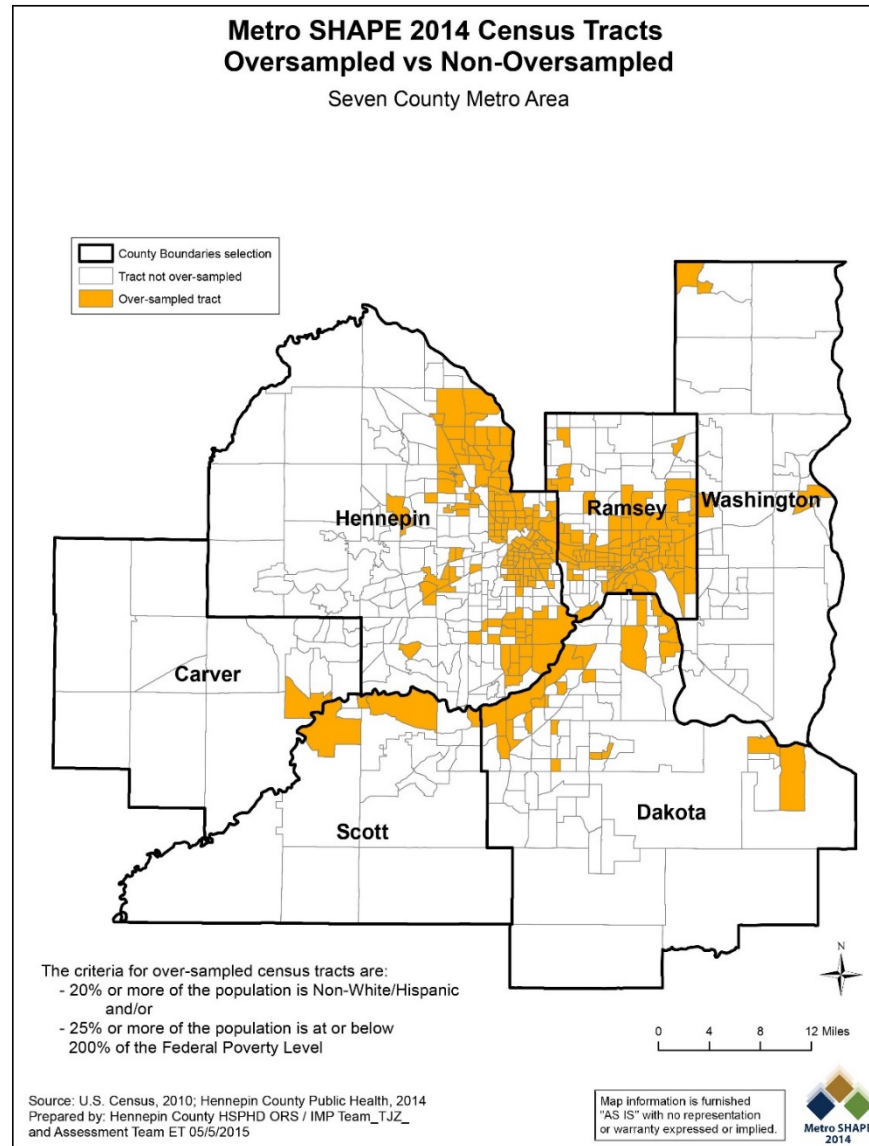 Metro SHAPE 2014 Census Tracts
Oversampled vs Non-Oversampled
Seven County Metro Area
County Boundaries selection
Tract not over-sampled
Over-sampled tract
Hennepin
Ramsey
Washington
Carver
Scott
Dakota
The criteria for over-sampled census tracts are:
- 20% or more of the population is Non-White/Hispanic
and/or
- 25% or more of the population is at or below
200% of the Federal Poverty Level
N
0 4 8 12 Miles
Source: U.S. Census, 2010; Hennepin County Public Health, 2014
Prepared by: Hennepin County HSPHD ORS / IMP Team_TJZ_
and Assessment Team ET 05/5/2015
Map information is furnished
"AS IS" with no representation
or warranty expressed or implied.
Metro SHAPE
2014